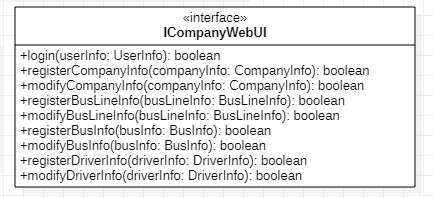 «interface»
ICompanyWebUI
+login(userInfo: UserInfo): boolean
+registerCompanyInfo(companyInfo: CompanyInfo): boolean
+modifyCompanyInfo(companyInfo: CompanyInfo): boolean
+registerBusLineInfo(busLineInfo: BusLineInfo): boolean
+modifyBusLineInfo(busLineInfo: BusLineInfo): boolean
+registerBusInfo(busInfo: BusInfo): boolean
+modifyBusInfo(busInfo: BusInfo): boolean
+registerDriverInfo(driverInfo: DriverInfo): boolean
+modifyDriverInfo(driverInfo: DriverInfo): boolean